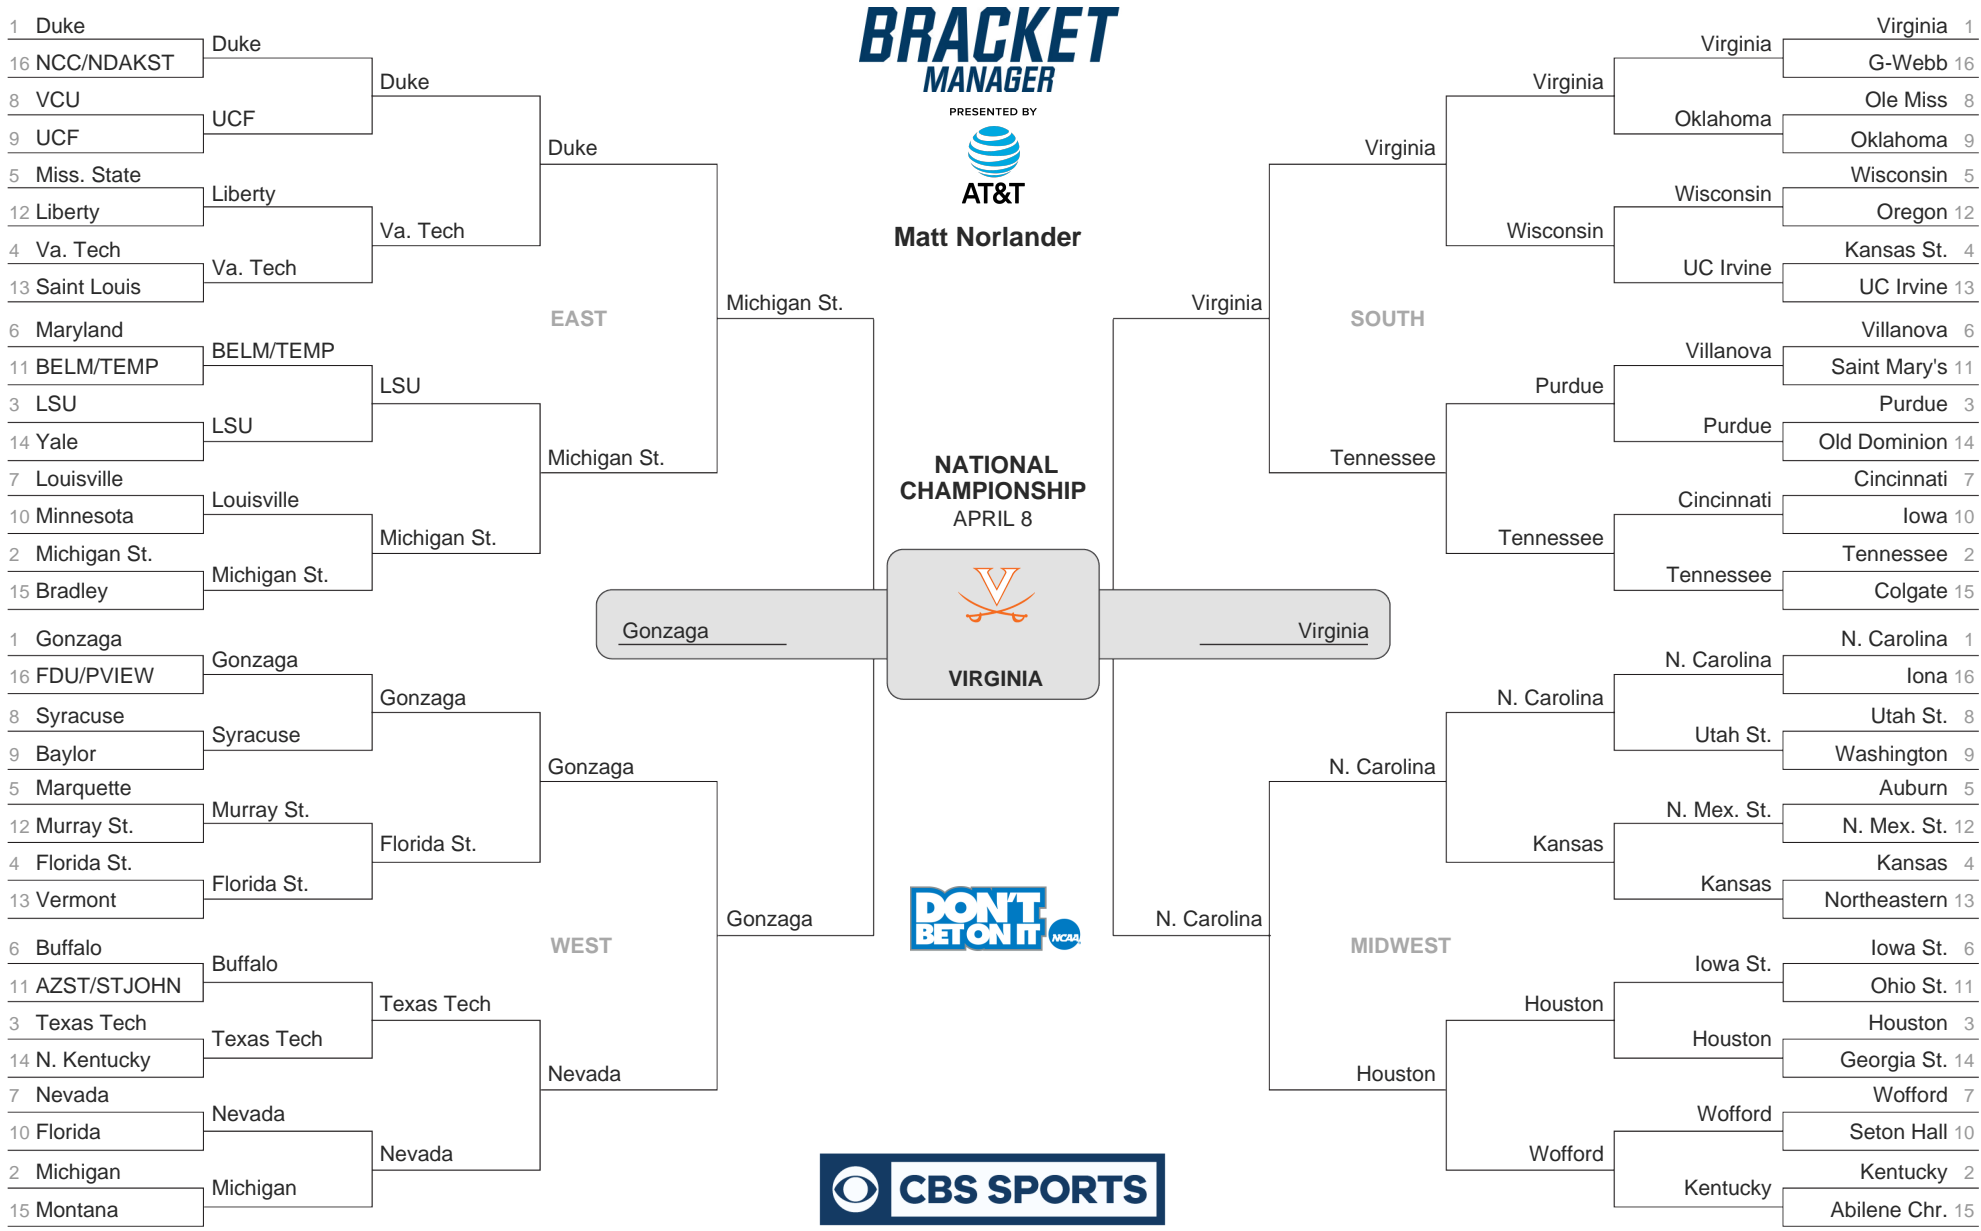 BRACKET
MANAGER
PRESENTED BY
AT&T
Matt Norlander
1 Duke
16 NCC/NDAKST
8 VCU
9 UCF
5 Miss. State
12 Liberty
4 Va. Tech
13 Saint Louis
6 Maryland
11 BELM/TEMP
3 LSU
14 Yale
7 Louisville
10 Minnesota
2 Michigan St.
15 Bradley
Duke
UCF
Liberty
Va. Tech
BELM/TEMP
LSU
Louisville
Michigan St.
Duke
Va. Tech
LSU
Michigan St.
Duke
Michigan St.
EAST
Michigan St.
1 Gonzaga
16 FDU/PVIEW
8 Syracuse
9 Baylor
5 Marquette
12 Murray St.
4 Florida St.
13 Vermont
6 Buffalo
11 AZST/STJOHN
3 Texas Tech
14 N. Kentucky
7 Nevada
10 Florida
2 Michigan
15 Montana
Gonzaga
Syracuse
Murray St.
Florida St.
Buffalo
Texas Tech
Nevada
Michigan
Gonzaga
Florida St.
Texas Tech
Nevada
Gonzaga
Nevada
WEST
Gonzaga
NATIONAL
CHAMPIONSHIP
APRIL 8
Gonzaga
V
VIRGINIA
Virginia
DON'T
BET ON IT
NCAA
CBS SPORTS
Virginia
SOUTH
Virginia
Tennessee
Virginia
Wisconsin
Purdue
Tennessee
Virginia
Oklahoma
Wisconsin
UC Irvine
Villanova
Purdue
Cincinnati
Tennessee
Virginia 1
G-Webb 16
Ole Miss 8
Oklahoma 9
Wisconsin 5
Oregon 12
Kansas St. 4
UC Irvine 13
Villanova 6
Saint Mary's 11
Purdue 3
Old Dominion 14
Cincinnati 7
Iowa 10
Tennessee 2
Colgate 15
N. Carolina
MIDWEST
N. Carolina
Houston
N. Carolina
Kansas
Houston
Wofford
N. Carolina
Utah St.
N. Mex. St.
Kansas
Iowa St.
Houston
Wofford
Kentucky
N. Carolina 1
Iona 16
Utah St. 8
Washington 9
Auburn 5
N. Mex. St. 12
Kansas 4
Northeastern 13
Iowa St. 6
Ohio St. 11
Houston 3
Georgia St. 14
Wofford 7
Seton Hall 10
Kentucky 2
Abilene Chr. 15